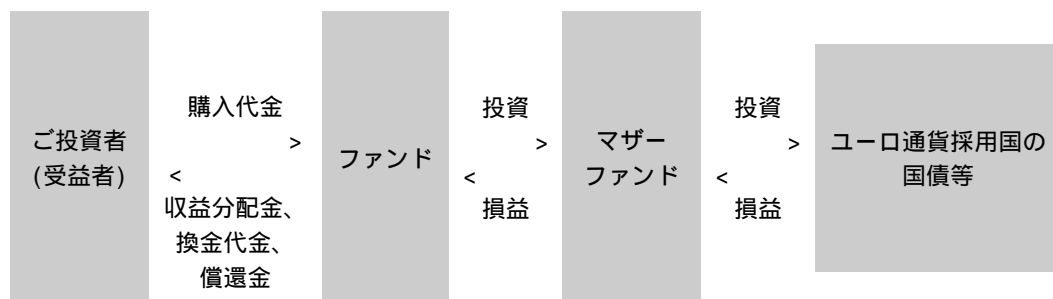 ご投資者
(受益者)
購入代金
>
<
収益分配金、
換金代金、
償還金
ファンド
投資
>
<
損益
マザー
ファンド
投資
>
<
損益
ユーロ通貨採用国の
国債等